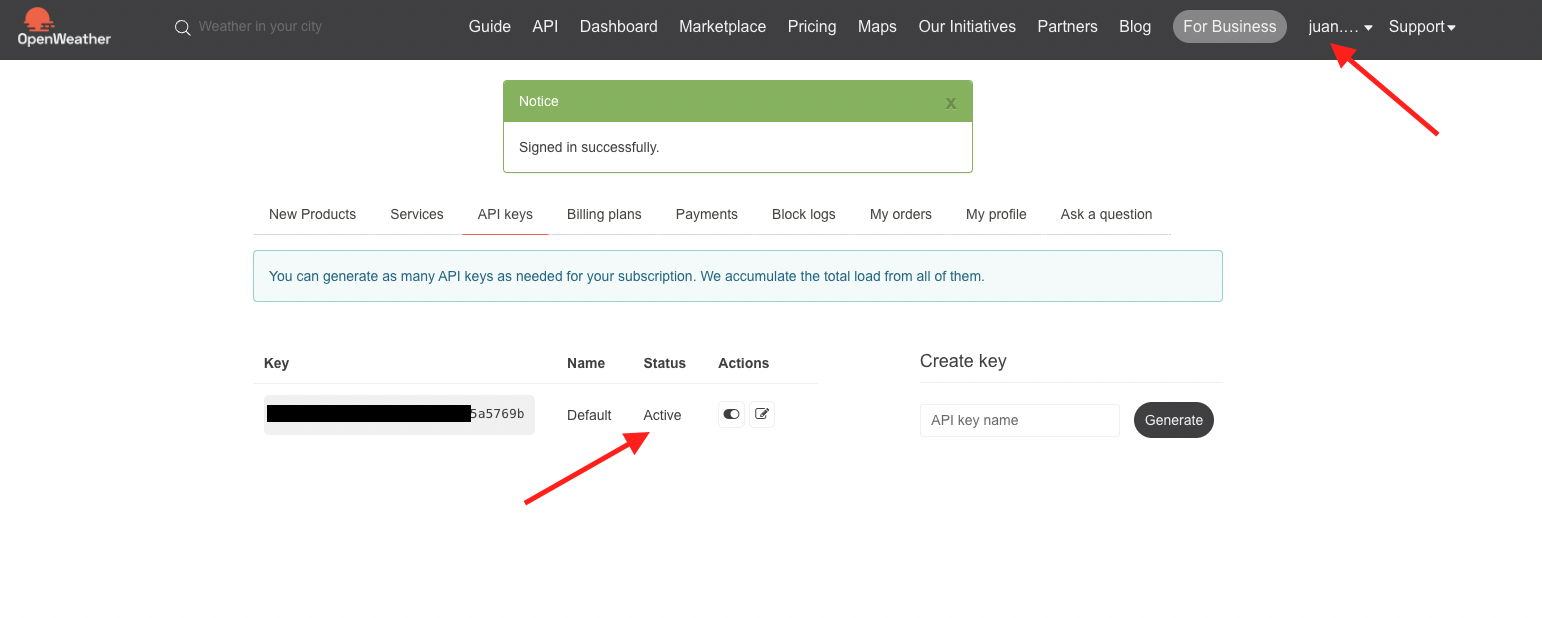 OpenWeather
Weather in your city
Guide API Dashboard Marketplace Pricing Maps Our Initiatives Partners Blog For Business juan.... Support
Notice x
Signed in successfully.
New Products Services API keys Billing plans Payments Block logs My orders My profile Ask a question
You can generate as many API keys as needed for your subscription. We accumulate the total load from all of them.
Key Name Status Actions
5a5769b Default Active
Create key
API key name Generate